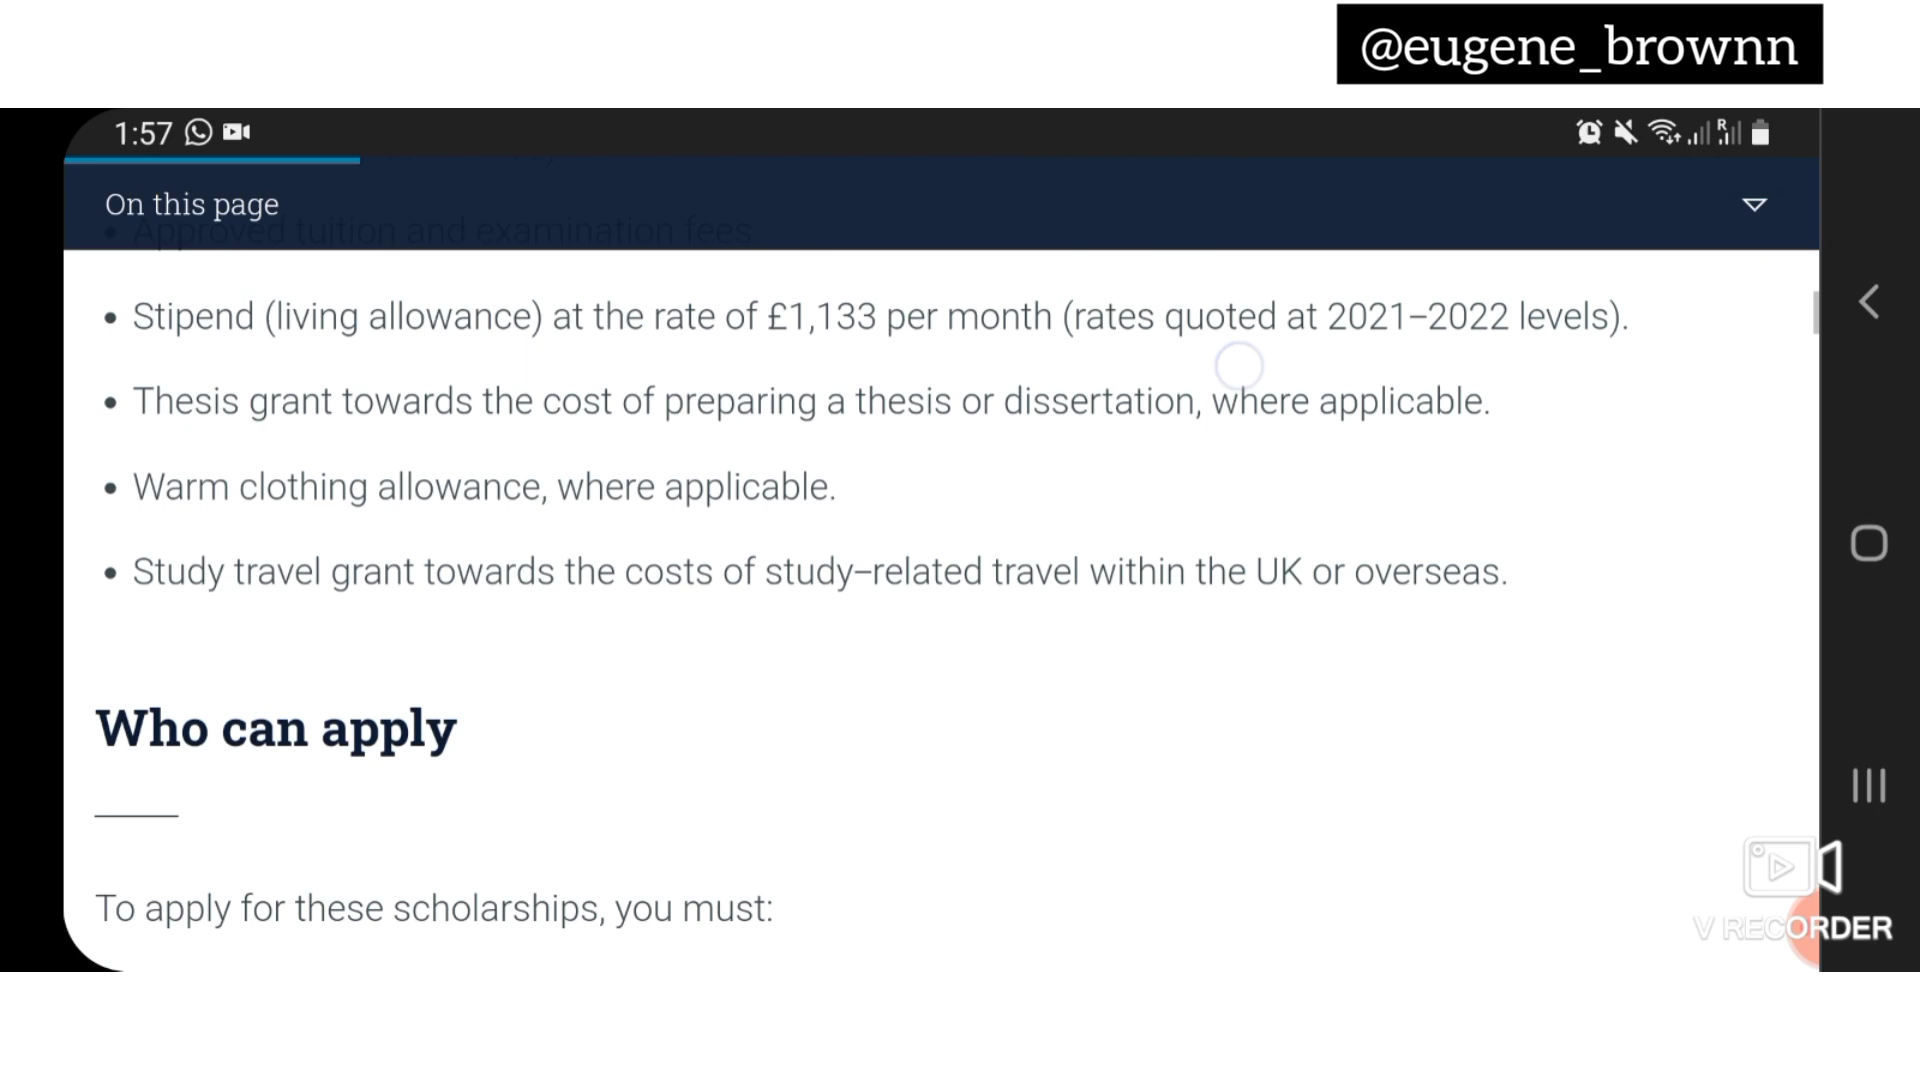 @eugene_brownn
1:57
On this page
Approved tuition and examination fees
• Stipend (living allowance) at the rate of £1,133 per month (rates quoted at 2021–2022 levels).
• Thesis grant towards the cost of preparing a thesis or dissertation, where applicable.
• Warm clothing allowance, where applicable.
• Study travel grant towards the costs of study–related travel within the UK or overseas.
Who can apply
To apply for these scholarships, you must:
V RECORDER